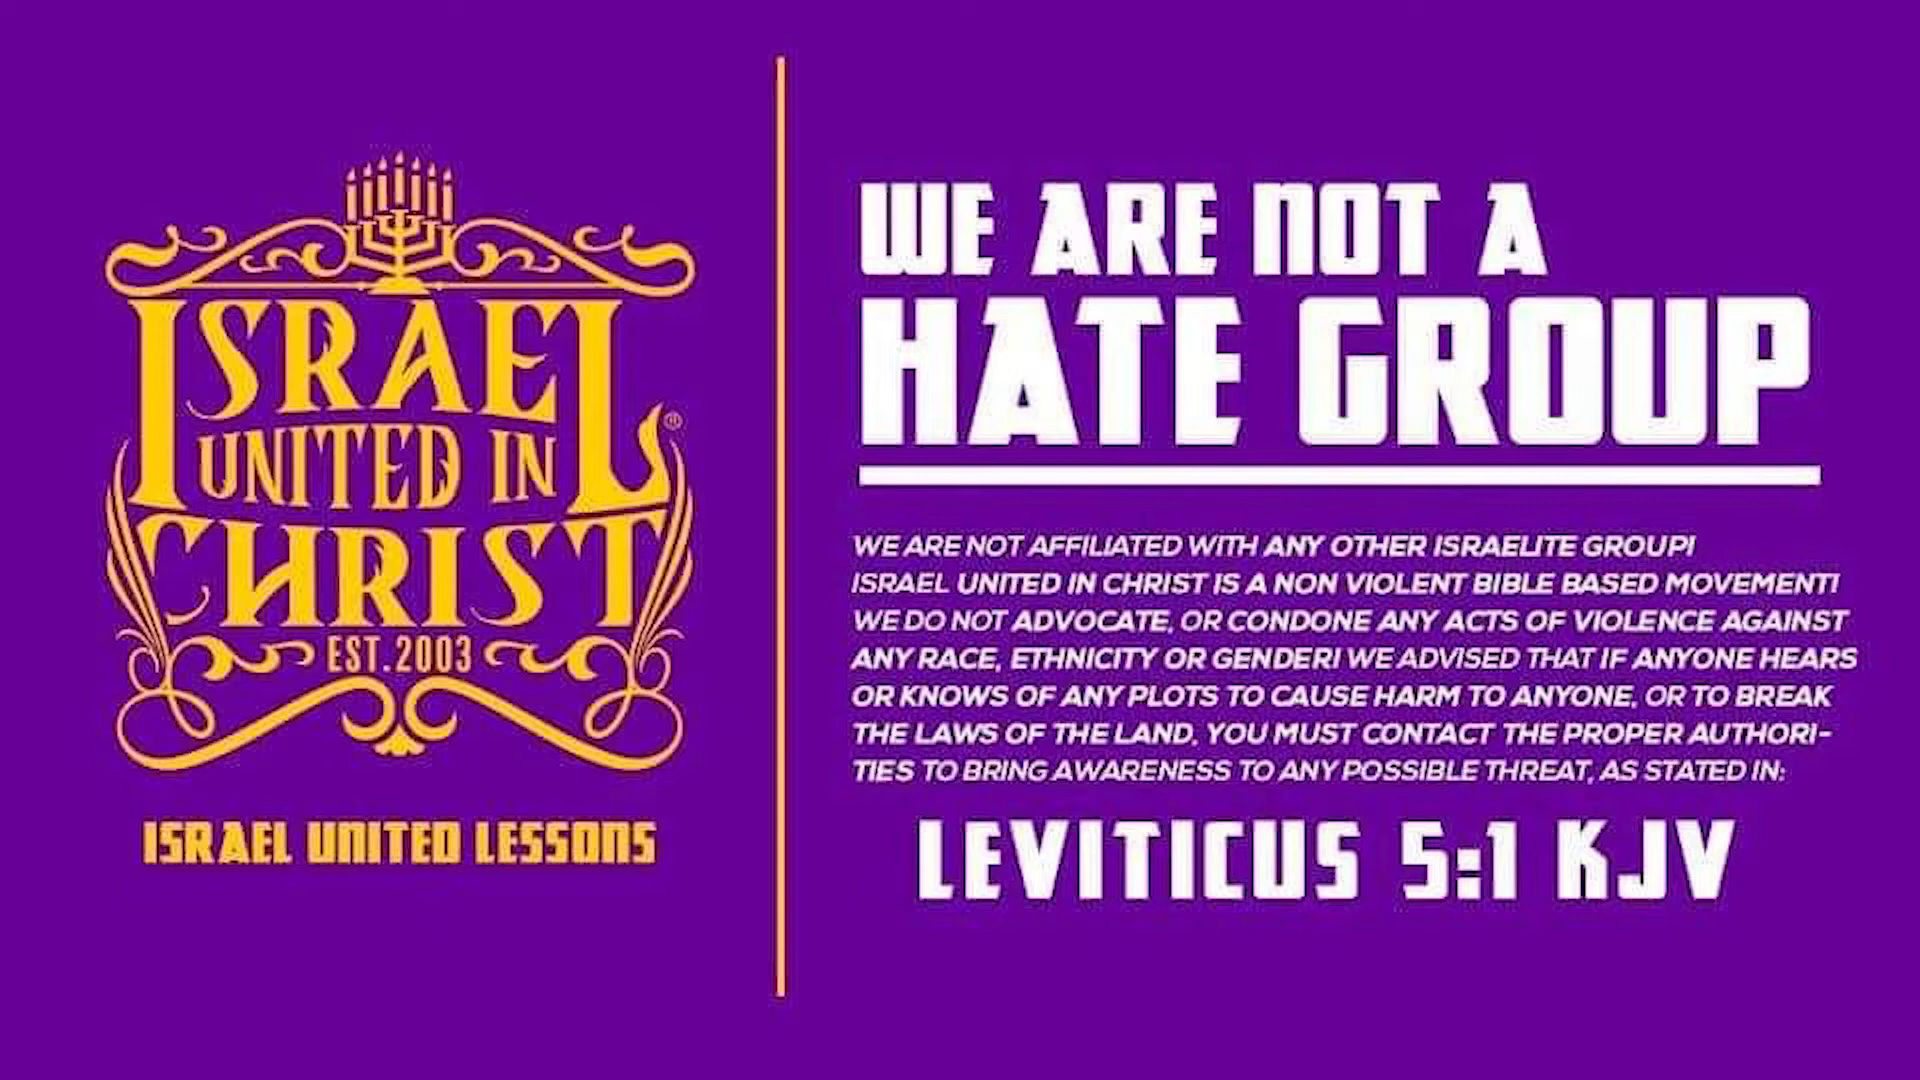 ISRAEL
UNITED IN
CHRIST
®
EST.2003
ISRAEL UNITED LESSONS
WE ARE NOT A
HATE GROUP
WE ARE NOT AFFILIATED WITH ANY OTHER ISRAELITE GROUP!
ISRAEL UNITED IN CHRIST IS A NON VIOLENT BIBLE BASED MOVEMENT!
WE DO NOT ADVOCATE, OR CONDONE ANY ACTS OF VIOLENCE AGAINST
ANY RACE, ETHNICITY OR GENDER! WE ADVISED THAT IF ANYONE HEARS
OR KNOWS OF ANY PLOTS TO CAUSE HARM TO ANYONE, OR TO BREAK
THE LAWS OF THE LAND, YOU MUST CONTACT THE PROPER AUTHORI-
TIES TO BRING AWARENESS TO ANY POSSIBLE THREAT, AS STATED IN:
LEVITICUS 5:1 KJV